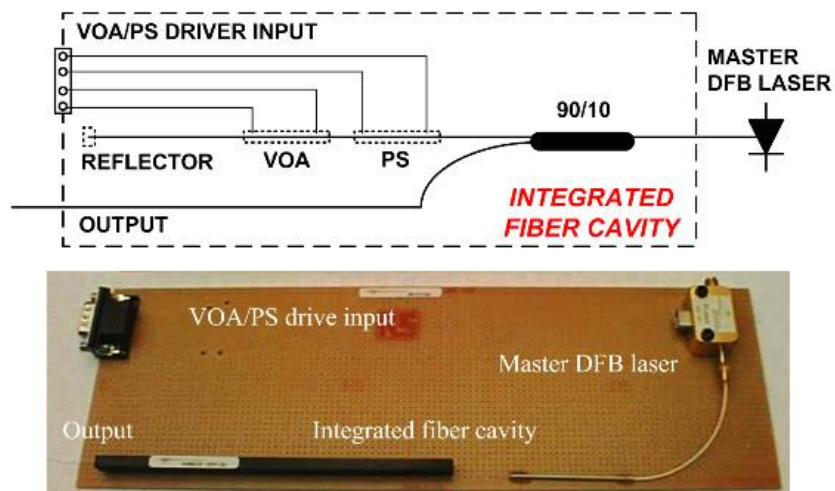 VOA/PS DRIVER INPUT
MASTER
DFB LASER
90/10
REFLECTOR
VOA
PS
OUTPUT
INTEGRATED
FIBER CAVITY
VOA/PS drive input
Master DFB laser
Output
Integrated fiber cavity